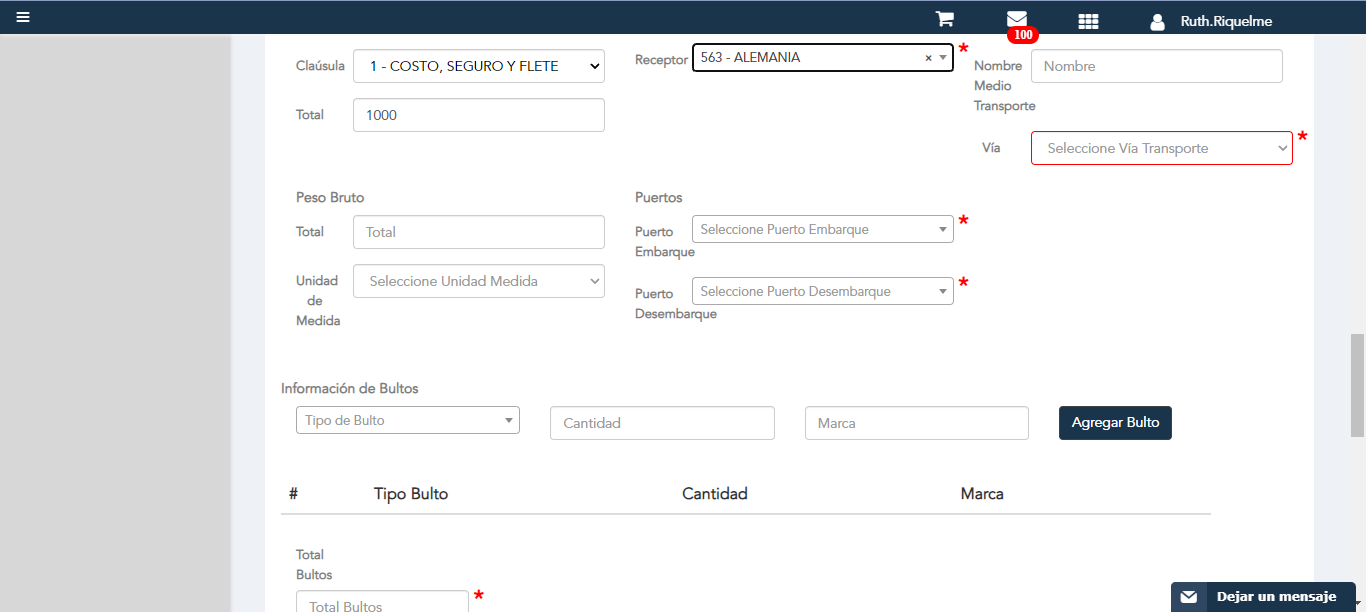 Ruth.Riquelme
100
Claúsula
1 - COSTO, SEGURO Y FLETE
Total
1000
Receptor
563 - ALEMANIA
×
*
Nombre
Medio
Transporte
Nombre
Vía
Seleccione Vía Transporte
*
Peso Bruto
Total
Total
Unidad
de
Medida
Seleccione Unidad Medida
Puertos
Puerto
Embarque
Seleccione Puerto Embarque
*
Puerto
Desembarque
Seleccione Puerto Desembarque
*
Información de Bultos
Tipo de Bulto
Cantidad
Marca
Agregar Bulto
# Tipo Bulto Cantidad Marca
Total
Bultos
Total Bultos
*
Dejar un mensaje